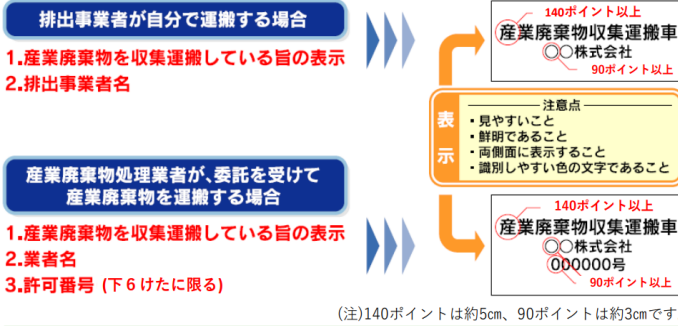 排出事業者が自分で運搬する場合
1.産業廃棄物を収集運搬している旨の表示
2.排出事業者名
140ポイント以上
産業廃棄物収集運搬車
○○株式会社
90ポイント以上
表示
注意点
・見やすいこと
・鮮明であること
・両側面に表示すること
・識別しやすい色の文字であること
産業廃棄物処理業者が、委託を受けて
産業廃棄物を運搬する場合
1.産業廃棄物を収集運搬している旨の表示
2.業者名
3.許可番号 (下6けたに限る)
140ポイント以上
産業廃棄物収集運搬車
○○株式会社
000000号
90ポイント以上
(注)140ポイントは約5㎝、90ポイントは約3㎝です